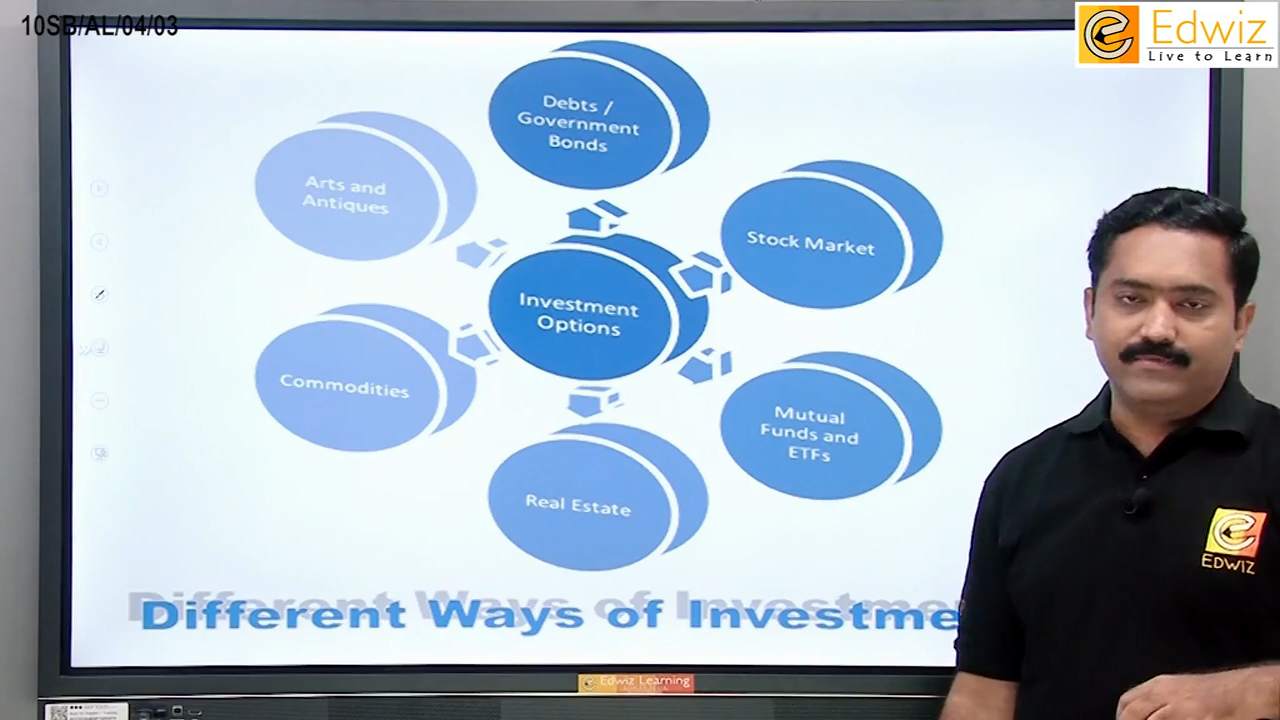 10SB/AL/04/03
Edwiz
Live to Learn
Debts /
Government
Bonds
Arts and
Antiques
Stock Market
Investment
Options
Commodities
Mutual
Funds and
ETFs
Real Estate
Different Ways of Investme
Edwiz Learning
EDWIZ